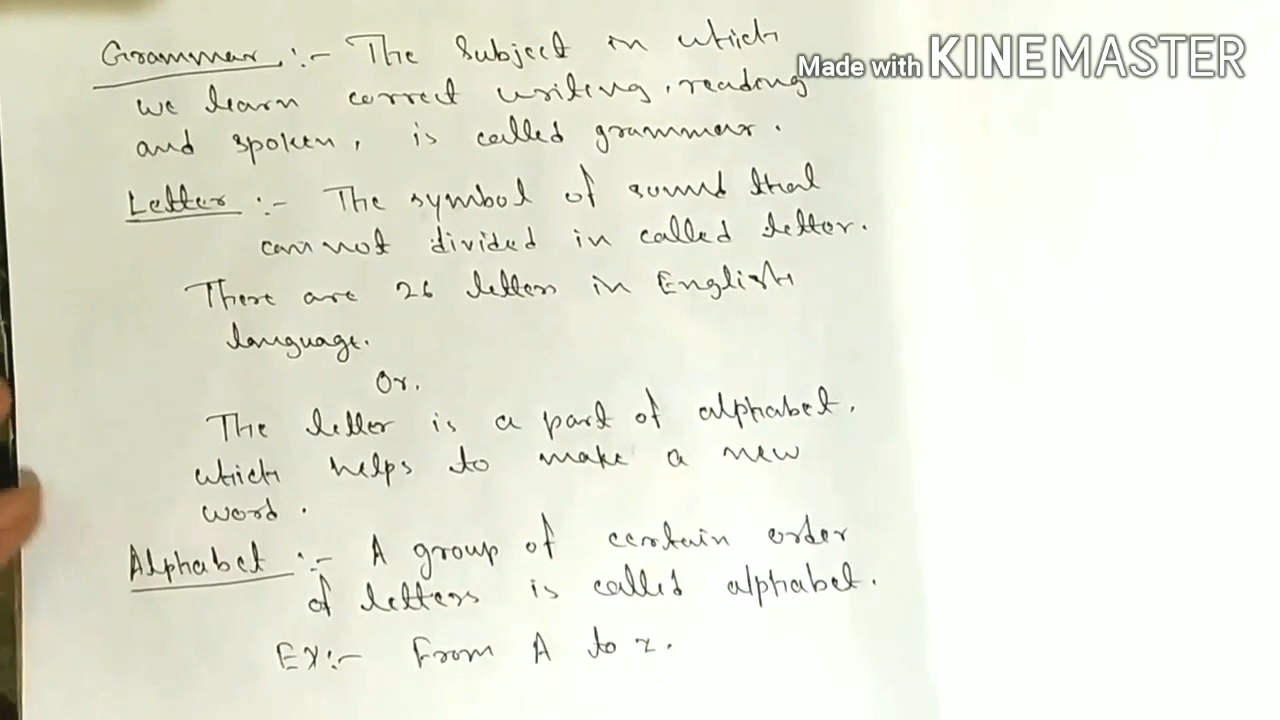 Grammar :- The Subject in which
Made with KINEMASTER
we learn correct writing, reading
and spoken, is called grammar.
Letter :- The symbol of sound that
can not divided in called letter.
There are 26 letters in English
language.
Or.
The letter is a part of alphabet.
which helps to make a new
word.
Alphabet :- A group of certain order
of letters is called alphabet.
EX:- From A to z.